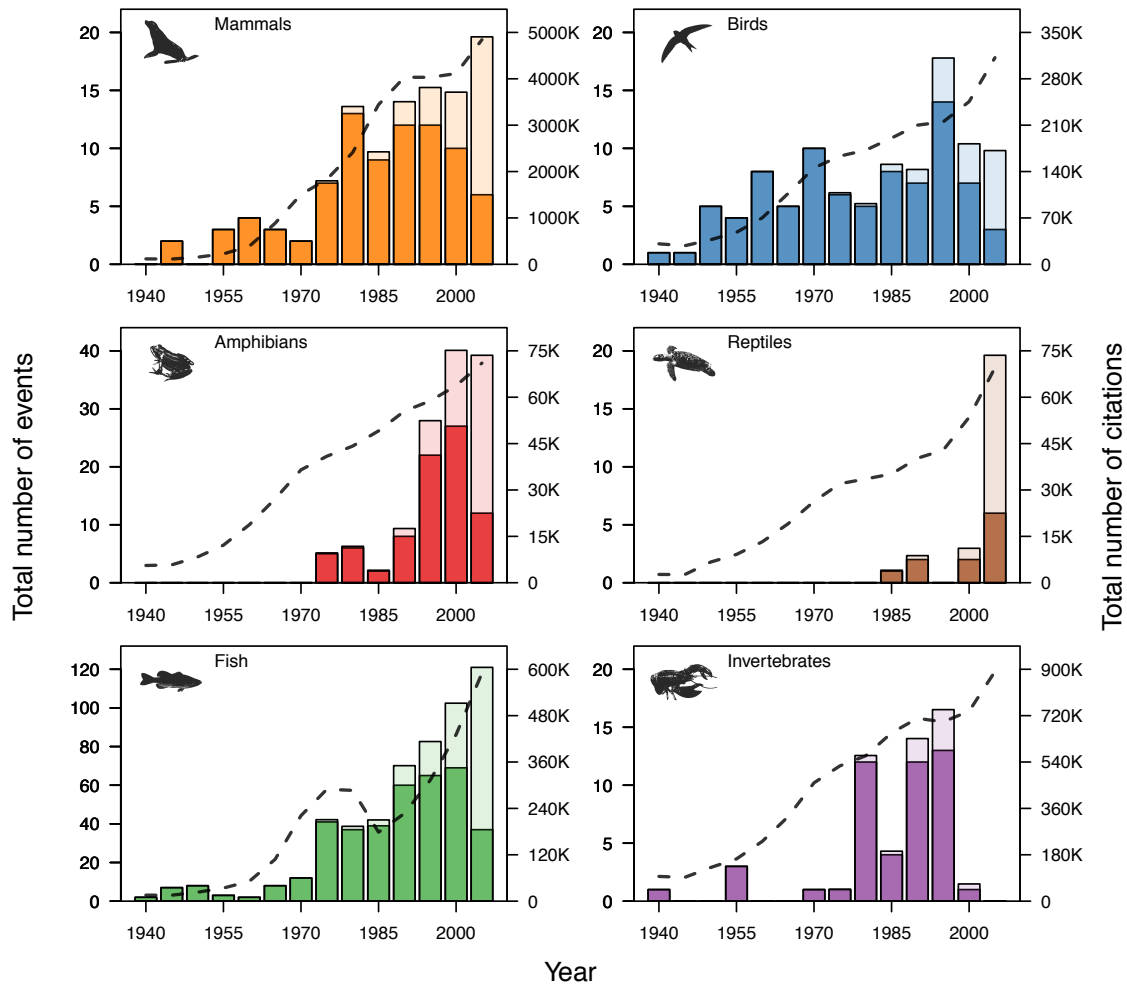 Mammals
20
15
10
5
0
5000K
4000K
3000K
2000K
1000K
0
1940 1955 1970 1985 2000
Birds
20
15
10
5
0
350K
280K
210K
140K
70K
0
1940 1955 1970 1985 2000
Amphibians
40
30
20
10
0
75K
60K
45K
30K
15K
0
1940 1955 1970 1985 2000
Reptiles
20
15
10
5
0
75K
60K
45K
30K
15K
0
1940 1955 1970 1985 2000
Fish
120
100
80
60
40
20
0
600K
480K
360K
240K
120K
0
1940 1955 1970 1985 2000
Invertebrates
20
15
10
5
0
900K
720K
540K
360K
180K
0
1940 1955 1970 1985 2000
Total number of events
Total number of citations
Year